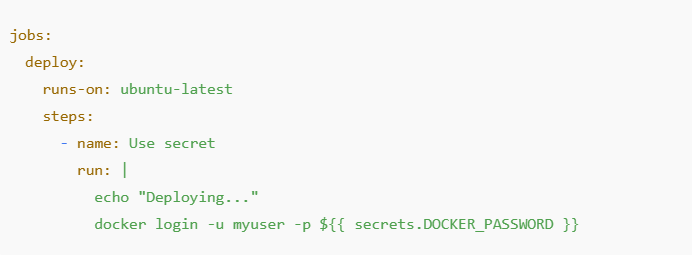 jobs:
  deploy:
    runs-on: ubuntu-latest
    steps:
      - name: Use secret
        run: |
          echo "Deploying..."
          docker login -u myuser -p ${{ secrets.DOCKER_PASSWORD }}